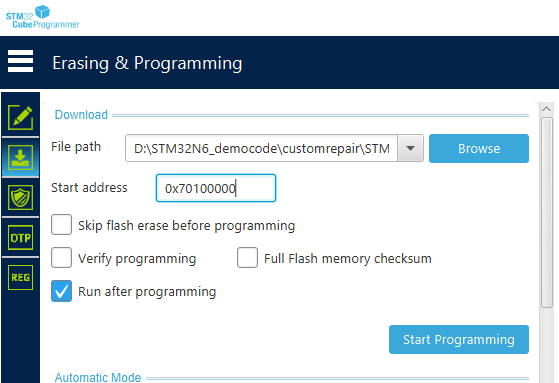 STM32
CubeProgrammer
Erasing & Programming
Download
File path D:\STM32N6_democode\customrepair\STM Browse
Start address 0x70100000
Skip flash erase before programming
Verify programming Full Flash memory checksum
Run after programming
OTP
REG
Start Programming
Automatic Mode